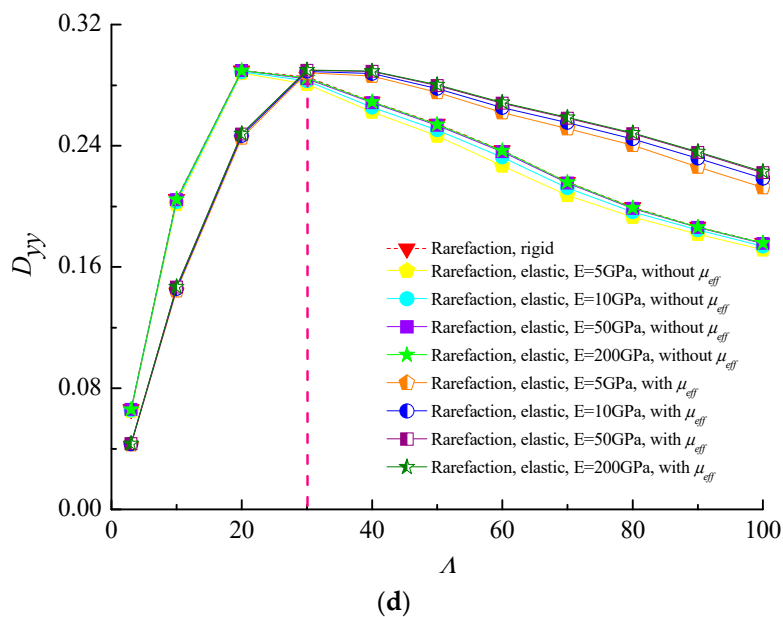 0.32
0.24
0.16
0.08
0.00
D_yy
Rarefaction, rigid
Rarefaction, elastic, E=5GPa, without μ_eff
Rarefaction, elastic, E=10GPa, without μ_eff
Rarefaction, elastic, E=50GPa, without μ_eff
Rarefaction, elastic, E=200GPa, without μ_eff
Rarefaction, elastic, E=5GPa, with μ_eff
Rarefaction, elastic, E=10GPa, with μ_eff
Rarefaction, elastic, E=50GPa, with μ_eff
Rarefaction, elastic, E=200GPa, with μ_eff
0 20 40 60 80 100
Λ
(d)